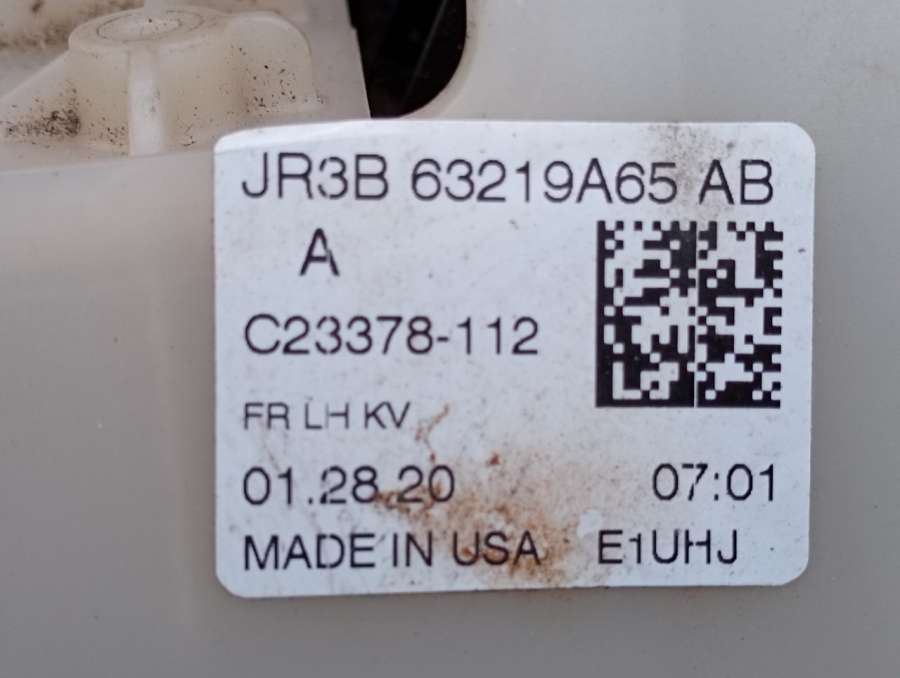 JR3B 63219A65 AB
A
C23378-112
FR LH KV
01.28.20 07:01
MADE IN USA E1UHJ